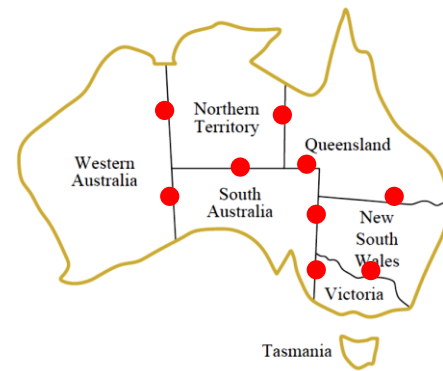 Northern
Territory
Queensland
Western
Australia
South
Australia
New
South
Wales
Victoria
Tasmania